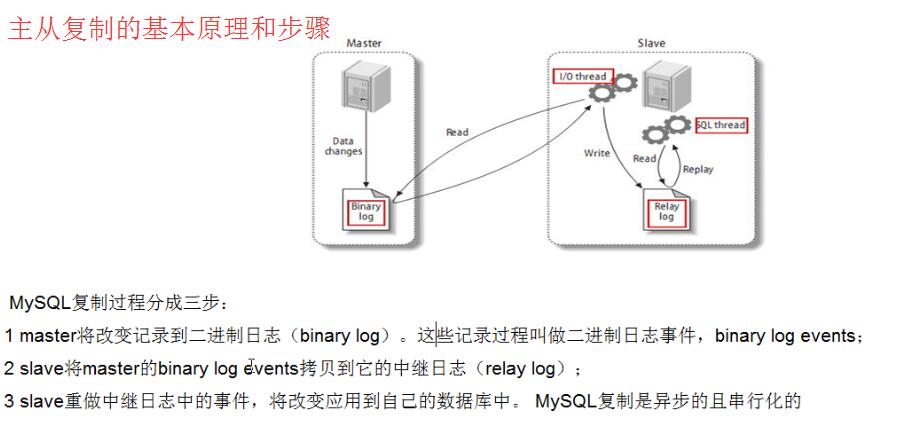 主从复制的基本原理和步骤
Master
Slave
I/O thread
SQL thread
Data
changes
Read
Write
Read
Replay
Binary
log
Relay
log
MySQL复制过程分成三步：
1 master将改变记录到二进制日志（binary log）。这些记录过程叫做二进制日志事件，binary log events；
2 slave将master的binary log events拷贝到它的中继日志（relay log）；
3 slave重做中继日志中的事件，将改变应用到自己的数据库中。 MySQL复制是异步的且串行化的